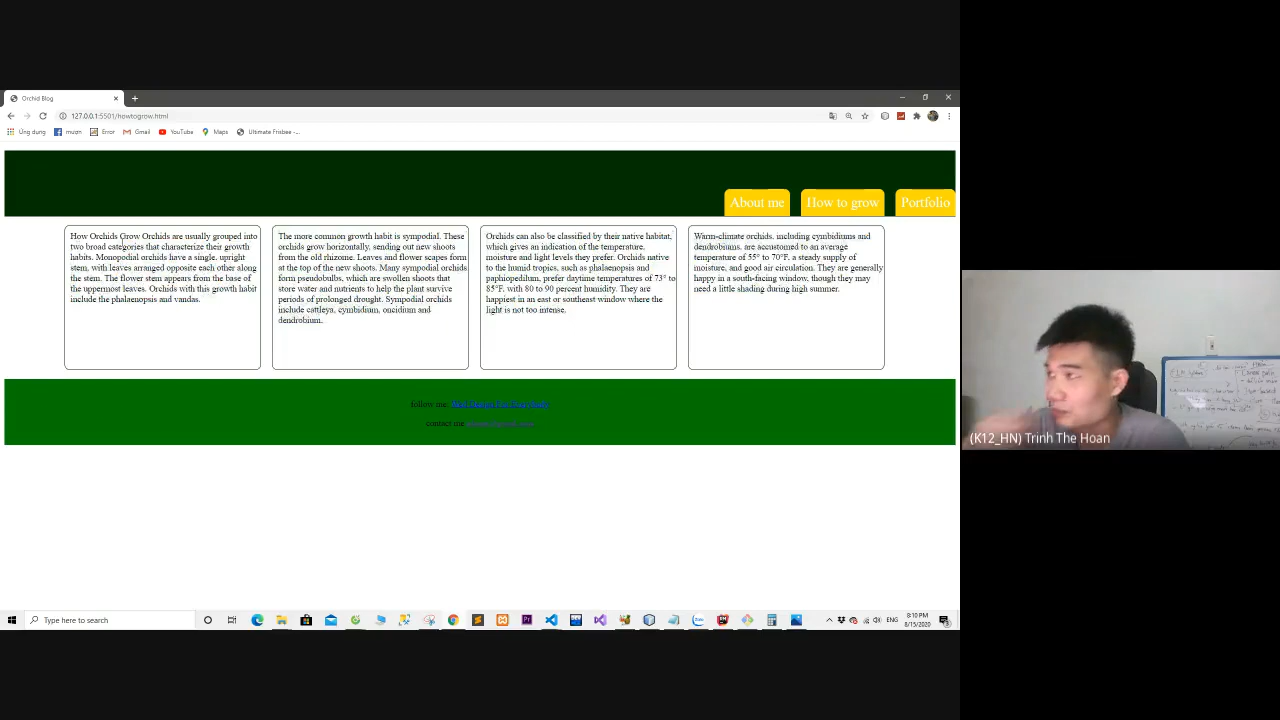 Orchid Blog
127.0.0.1:5501/howtogrow.html
Ứng dụng
mượn
Error
Gmail
YouTube
Maps
Ultimate Frisbee -...
About me
How to grow
Portfolio
How Orchids Grow Orchids are usually grouped into
two broad categories that characterize their growth
habits. Monopodial orchids have a single, upright
stem, with leaves arranged opposite each other along
the stem. The flower stem appears from the base of
the uppermost leaves. Orchids with this growth habit
include the phalaenopsis and vandas.
The more common growth habit is sympodial. These
orchids grow horizontally, sending out new shoots
from the old rhizome. Leaves and flower scapes form
at the top of the new shoots. Many sympodial orchids
form pseudobulbs, which are swollen shoots that
store water and nutrients to help the plant survive
periods of prolonged drought. Sympodial orchids
include cattleya, cymbidium, oncidium and
dendrobium.
Orchids can also be classified by their native habitat,
which gives an indication of the temperature,
moisture and light levels they prefer. Orchids native
to the humid tropics, such as phalaenopsis and
paphiopedilum, prefer daytime temperatures of 73° to
85°F, with 80 to 90 percent humidity. They are
happiest in an east or southeast window where the
light is not too intense.
Warm-climate orchids, including cymbidiums and
dendrobiums, are accustomed to an average
temperature of 55° to 70°F, a steady supply of
moisture, and good air circulation. They are generally
happy in a south-facing window, though they may
need a little shading during high summer.
follow me: Wed Design For Everybody
contact me
(K12_HN) Trinh The Hoan
Type here to search
ENG
8:10 PM
8/15/2020